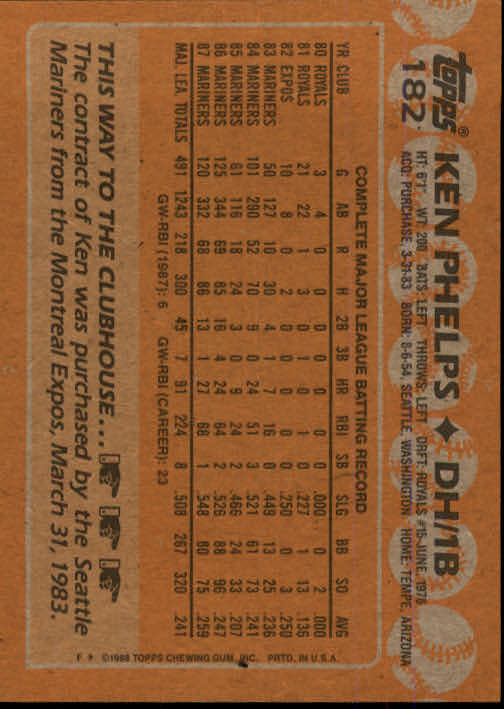 topps®
182
KEN PHELPS ✦ DH/1B
HT: 6'1" WT: 209 BATS: LEFT THROWS: LEFT DRFT: ROYALS #15-JUNE, 1976
ACQ: PURCHASE, 3-31-83 BORN: 8-6-54, SEATTLE, WASHINGTON HOME: TEMPE, ARIZONA
COMPLETE MAJOR LEAGUE BATTING RECORD
YR CLUB G AB R H 2B 3B HR RBI SB SLG BB SO AVG
80 ROYALS 3 4 0 0 0 0 0 0 0 .000 0 2 .000
81 ROYALS 21 22 1 3 0 1 0 1 0 .227 1 13 .136
82 EXPOS 10 8 0 2 0 0 0 0 0 .250 0 3 .250
83 MARINERS 50 127 10 30 4 1 7 16 0 .449 13 25 .236
84 MARINERS 101 290 52 70 9 0 24 51 3 .521 61 73 .241
85 MARINERS 81 116 18 24 3 0 9 24 2 .466 24 33 .207
86 MARINERS 125 344 69 85 16 4 24 64 2 .526 88 96 .247
87 MARINERS 120 332 68 86 13 1 27 68 1 .548 80 75 .259
MAJ. LEA. TOTALS 491 1243 218 300 45 7 91 224 8 .508 267 320 .241
GW-RBI (1987): 6 GW-RBI (CAREER): 23
F * ©1988 TOPPS CHEWING GUM, INC. PRTD. IN U.S.A.
THIS WAY TO THE CLUBHOUSE...
The contract of Ken was purchased by the Seattle
Mariners from the Montreal Expos, March 31, 1983.